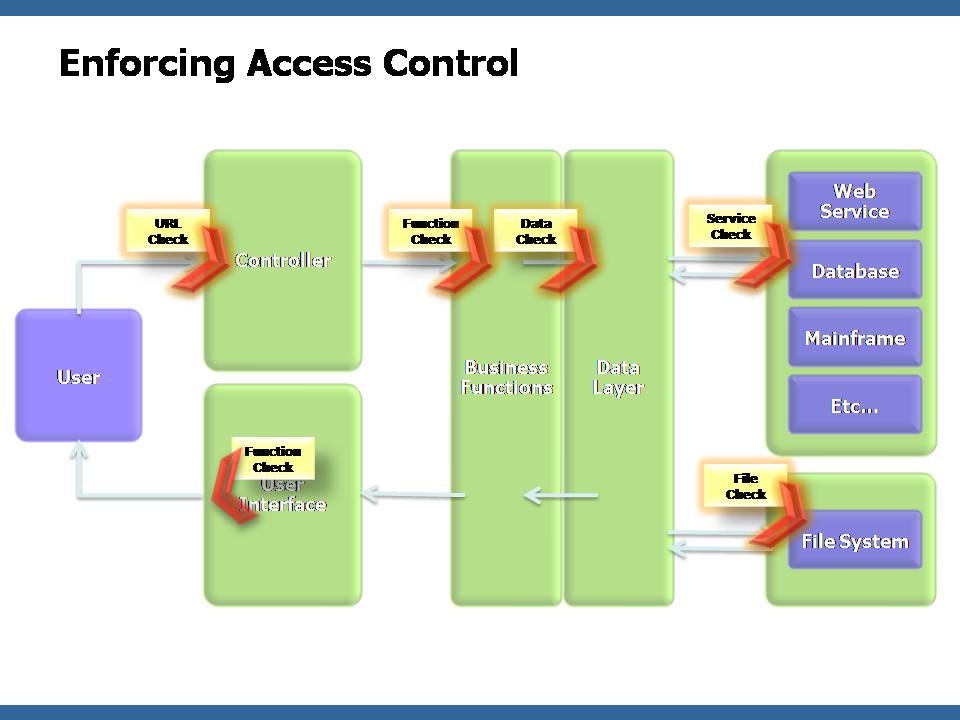 Enforcing Access Control
URL
Check
Controller
Function
Check
Data
Check
Service
Check
Web
Service
Database
Mainframe
Etc...
User
Business
Functions
Data
Layer
Function
Check
User
Interface
File
Check
File System